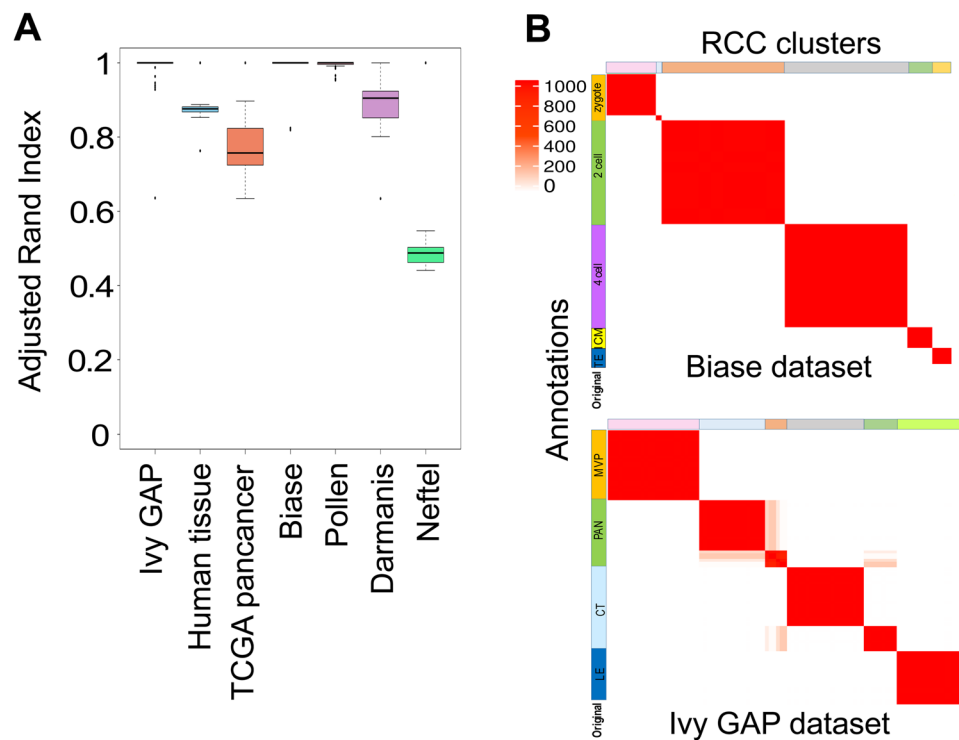 A
Adjusted Rand Index
1
0.8
0.6
0.4
0.2
0
Ivy GAP
Human tissue
TCGA pancancer
Biase
Pollen
Darmanis
Neftel
B
RCC clusters
1000
800
600
400
200
0
Annotations
zygote
2 cell
4 cell
ICM
TE
Original
Biase dataset
MVP
PAN
CT
LE
Original
Ivy GAP dataset